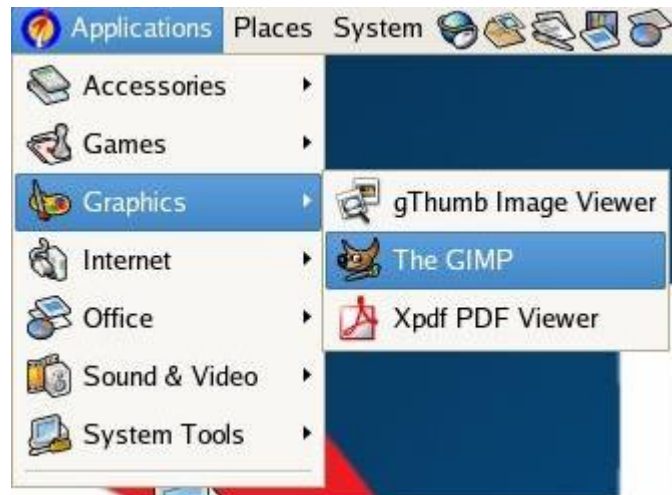 Applications Places System
Accessories
Games
Graphics
gThumb Image Viewer
The GIMP
Xpdf PDF Viewer
Internet
Office
Sound & Video
System Tools